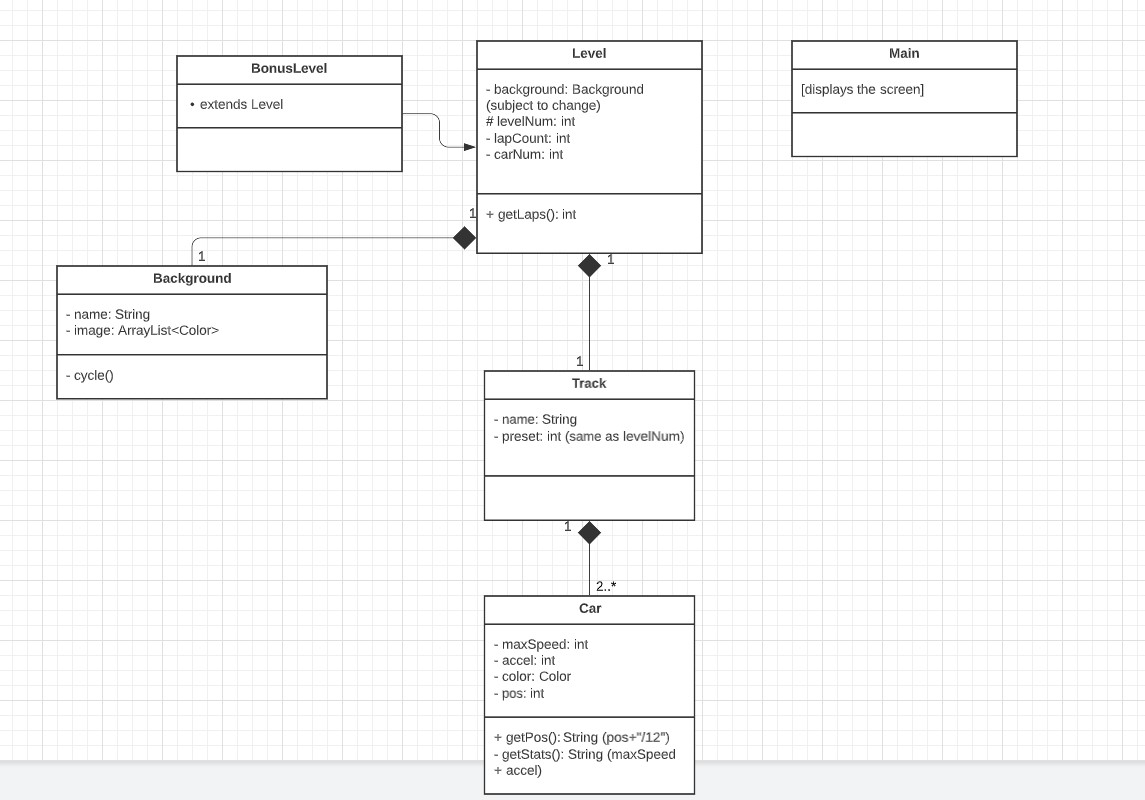 BonusLevel
• extends Level
Level
- background: Background
(subject to change)
# levelNum: int
- lapCount: int
- carNum: int
+ getLaps(): int
Main
[displays the screen]
1
1
1
1
Background
- name: String
- image: ArrayList<Color>
- cycle()
Track
- name: String
- preset: int (same as levelNum)
1
2..*
Car
- maxSpeed: int
- accel: int
- color: Color
- pos: int
+ getPos(): String (pos+"/12")
- getStats(): String (maxSpeed
+ accel)